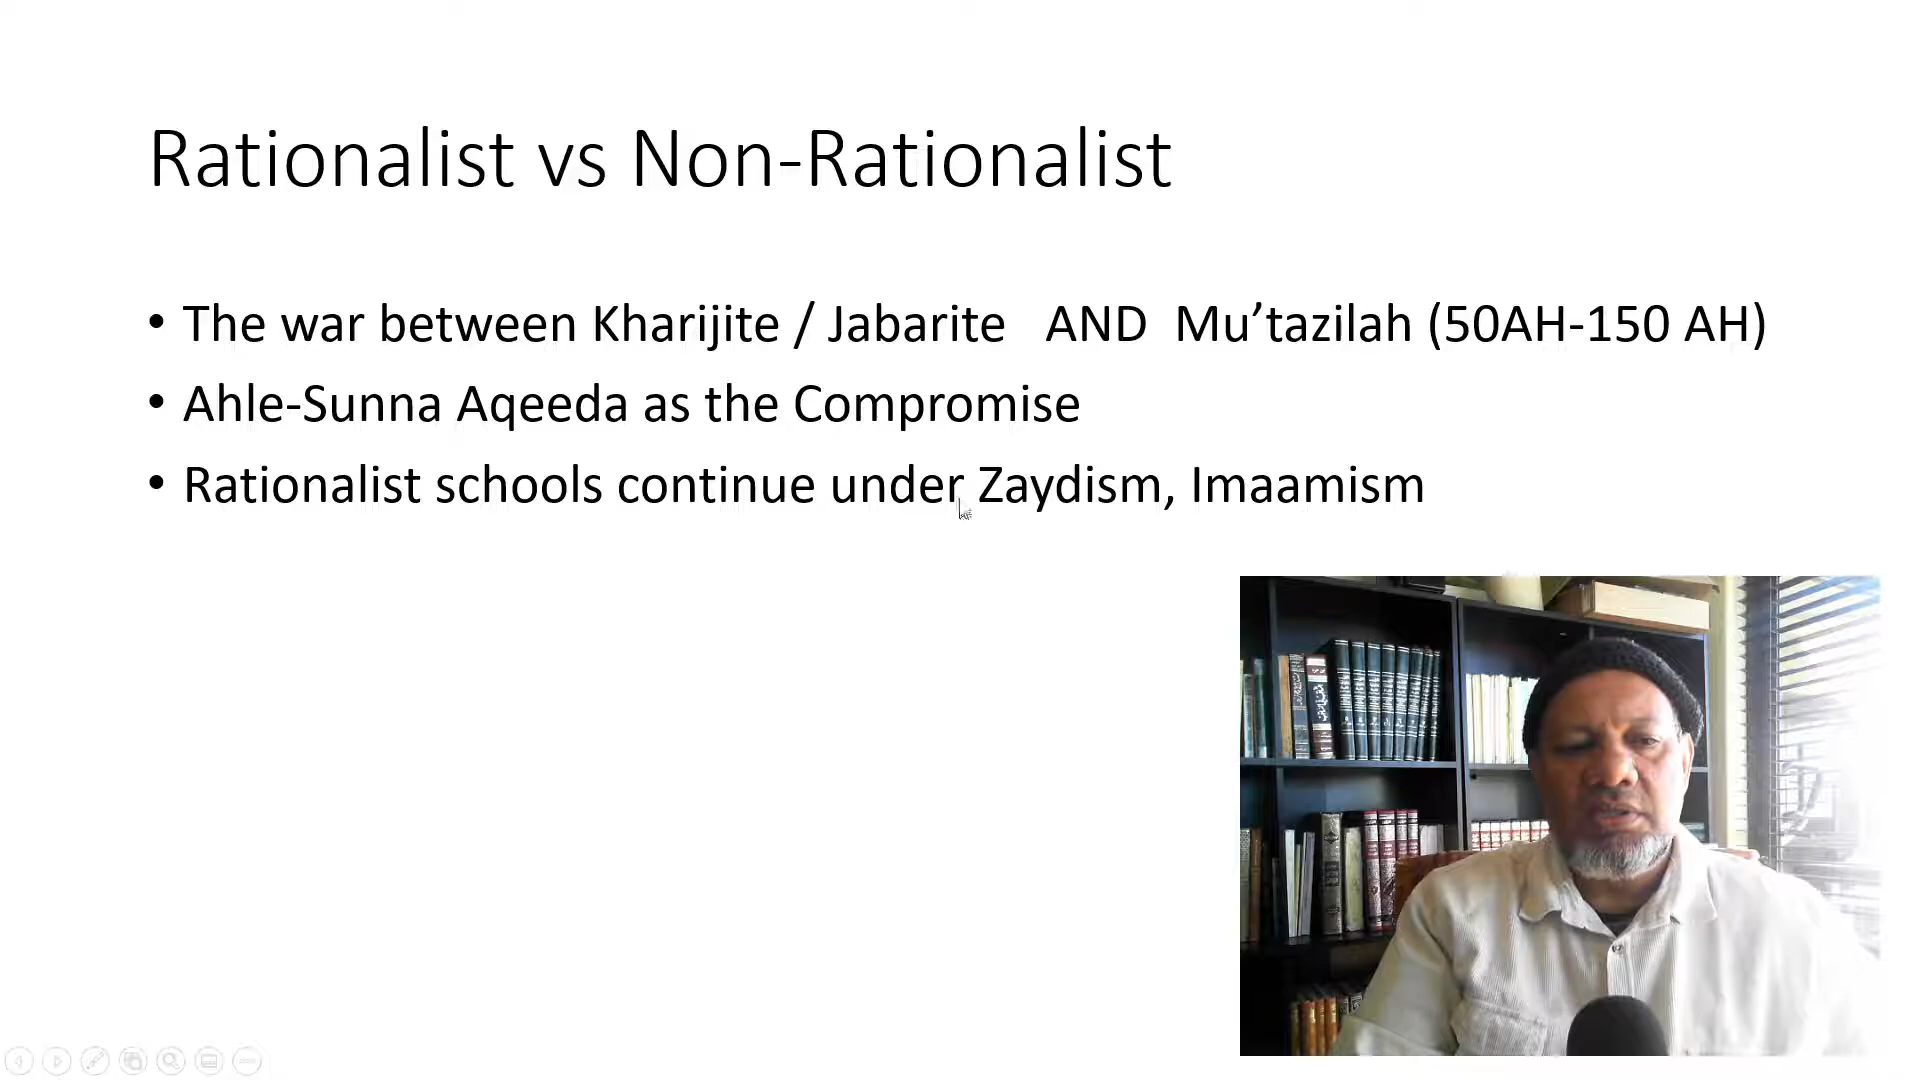 Rationalist vs Non-Rationalist
• The war between Kharijite / Jabarite   AND  Mu’tazilah (50AH-150 AH)
• Ahle-Sunna Aqeeda as the Compromise
• Rationalist schools continue under Zaydism, Imaamism